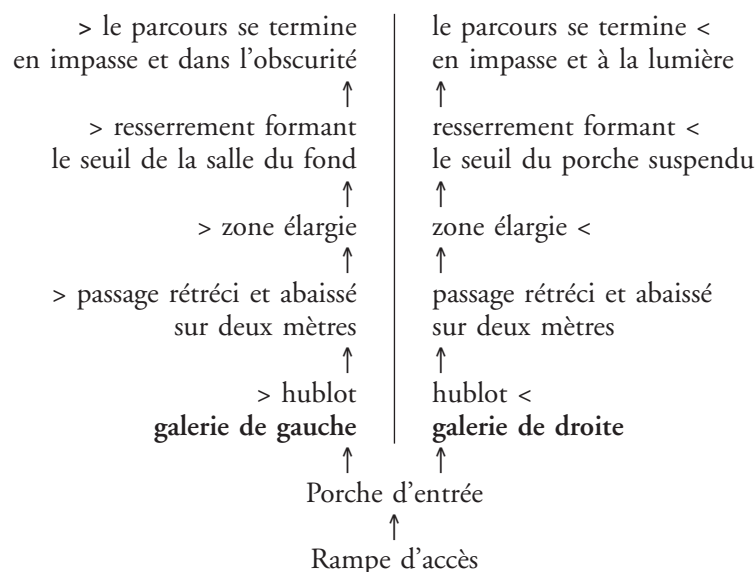 > le parcours se termine
en impasse et dans l'obscurité
↑
> resserrement formant
le seuil de la salle du fond
↑
> zone élargie
↑
> passage rétréci et abaissé
sur deux mètres
↑
> hublot
galerie de gauche
↑
le parcours se termine <
en impasse et à la lumière
↑
resserrement formant <
le seuil du porche suspendu
↑
zone élargie <
↑
passage rétréci et abaissé
sur deux mètres
↑
hublot <
galerie de droite
↑
Porche d'entrée
↑
Rampe d'accès